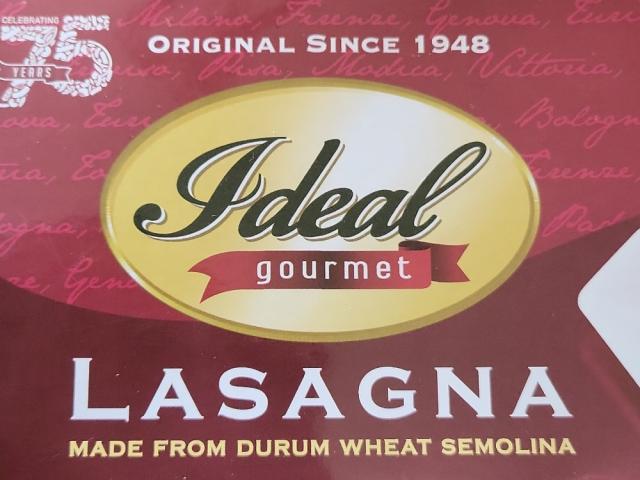 CELEBRATING
75
YEARS
Milano, Firenze, Genova,
ORIGINAL SINCE 1948
Pisa, Modica, Vittoria,
Bologn
Ideal
gourmet
LASAGNA
MADE FROM DURUM WHEAT SEMOLINA